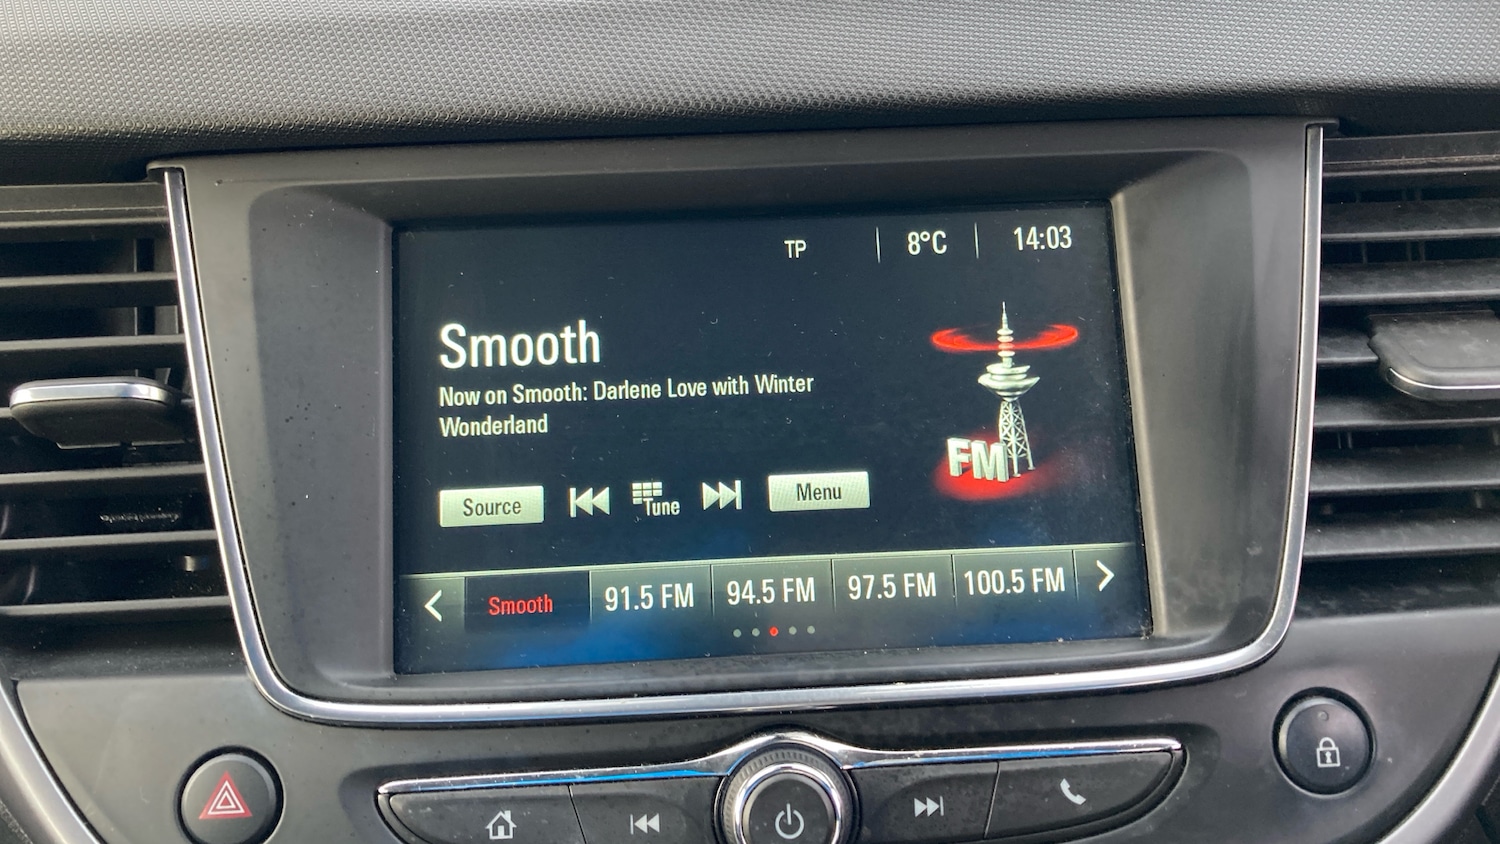 TP 8°C 14:03
Smooth
Now on Smooth: Darlene Love with Winter
Wonderland
FM
Source Tune Menu
Smooth 91.5 FM 94.5 FM 97.5 FM 100.5 FM